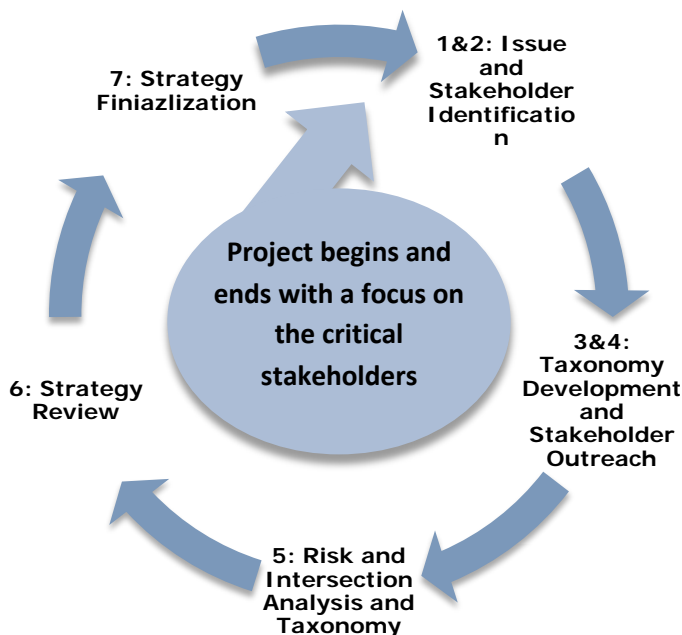 1&2: Issue
and
Stakeholder
Identificatio
n
3&4:
Taxonomy
Development
and
Stakeholder
Outreach
5: Risk and
Intersection
Analysis and
Taxonomy
6: Strategy
Review
7: Strategy
Finiazlization
Project begins and
ends with a focus on
the critical
stakeholders